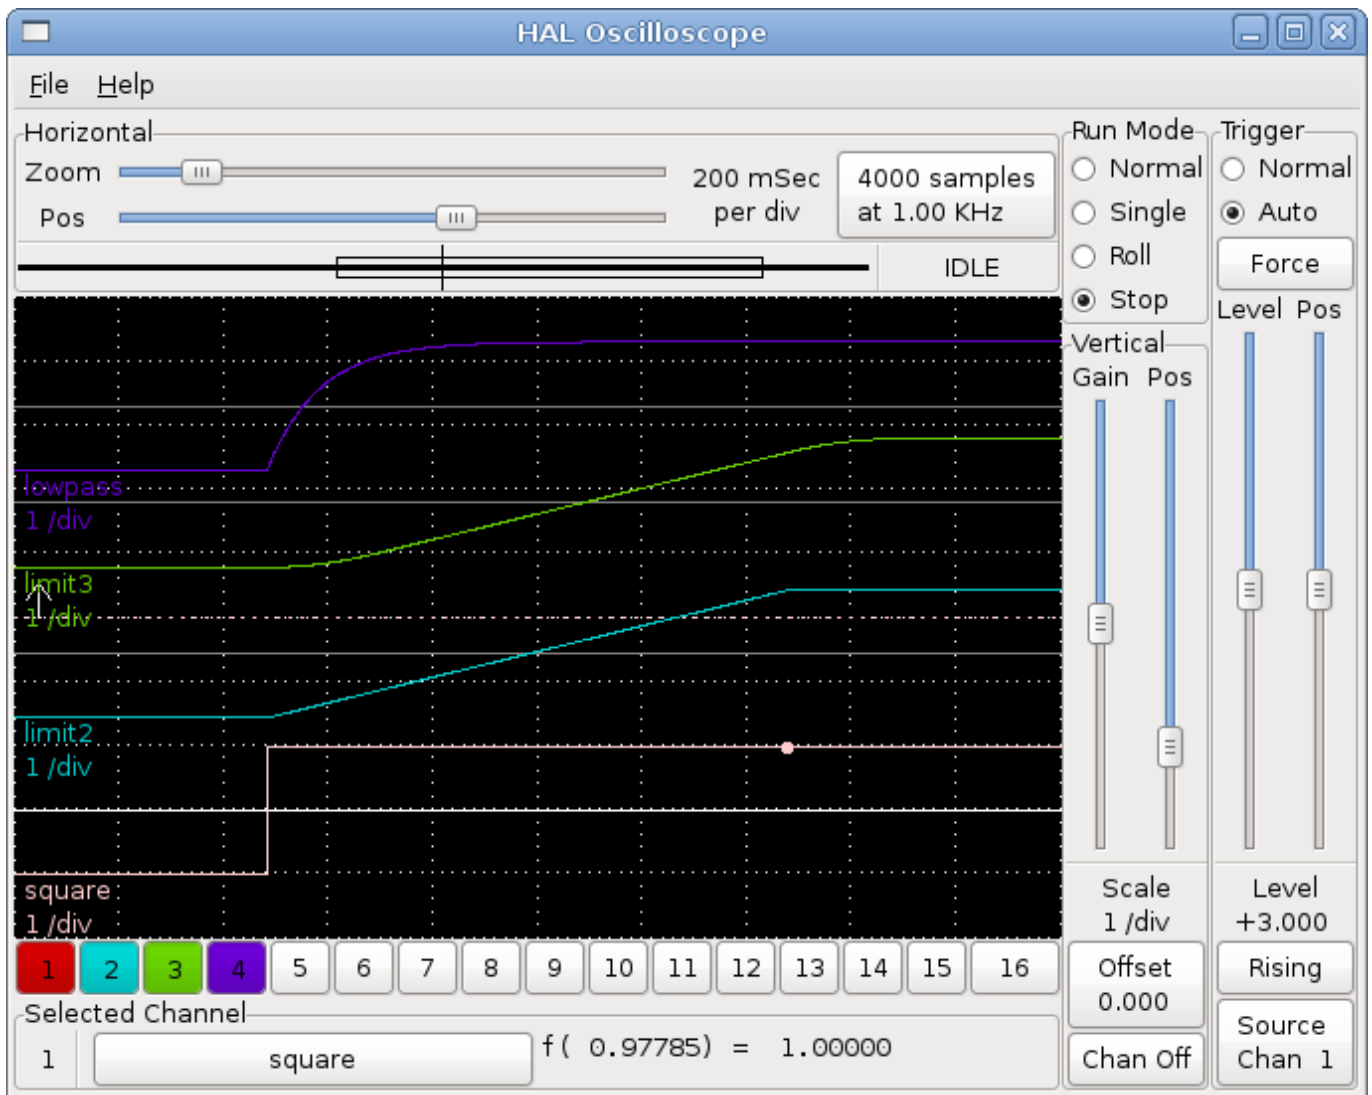 HAL Oscilloscope
File Help
Horizontal
Zoom
Pos
200 mSec
per div
4000 samples
at 1.00 KHz
IDLE
Run Mode
Normal
Single
Roll
Stop
Trigger
Normal
Auto
Force
Level Pos
Vertical
Gain Pos
lowpass
1 /div
limit3
1 /div
limit2
1 /div
square
1 /div
Scale
1 /div
Offset
0.000
Chan Off
Level
+3.000
Rising
Source
Chan 1
1 2 3 4 5 6 7 8 9 10 11 12 13 14 15 16
Selected Channel
1 square f( 0.97785) = 1.00000